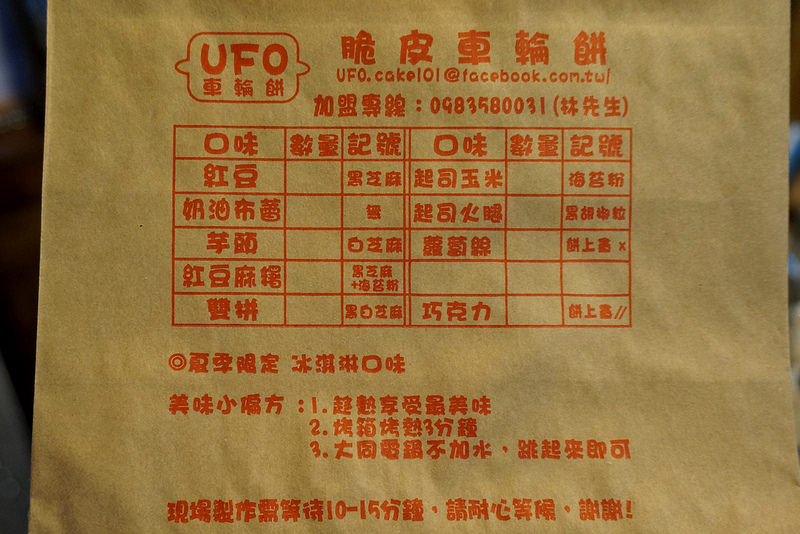 UFO
車輪餅
脆皮車輪餅
UFO.cake101@facebook.com.tw/
加盟專線:0983580031(林先生)
口味 數量 記號 口味 數量 記號
紅豆 黑芝麻 起司玉米 海苔粉
奶油布蕾 無 起司火腿 黑胡椒粒
芋頭 白芝麻 蘿蔔絲 餅上畫 x
紅豆麻糬 黑芝麻+海苔粉
雙拼 黑白芝麻 巧克力 餅上畫//
◎夏季限定 冰淇淋口味
美味小偏方:1.趁熱享受最美味
2.烤箱烤熱3分鐘
3.大同電鍋不加水,跳起來即可
現場製作需等待10-15分鐘,請耐心等候,謝謝!